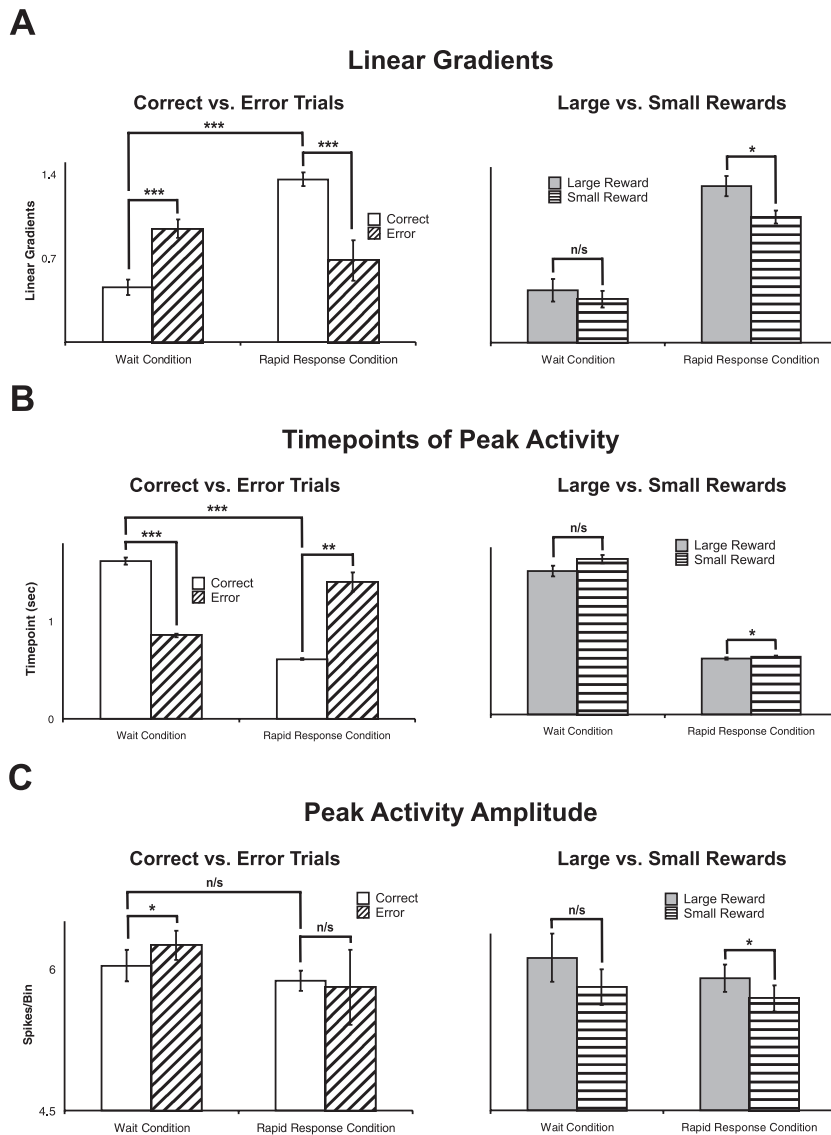 A
Linear Gradients
Correct vs. Error Trials
Large vs. Small Rewards
***
***
***
*
n/s
1,4
0,7
Linear Gradients
Correct
Error
Large Reward
Small Reward
Wait Condition
Rapid Response Condition
Wait Condition
Rapid Response Condition
B
Timepoints of Peak Activity
Correct vs. Error Trials
Large vs. Small Rewards
***
***
**
n/s
*
1
0
Timepoint (sec)
Correct
Error
Large Reward
Small Reward
Wait Condition
Rapid Response Condition
Wait Condition
Rapid Response Condition
C
Peak Activity Amplitude
Correct vs. Error Trials
Large vs. Small Rewards
n/s
*
n/s
n/s
*
6
4.5
Spikes/Bin
Correct
Error
Large Reward
Small Reward
Wait Condition
Rapid Response Condition
Wait Condition
Rapid Response Condition